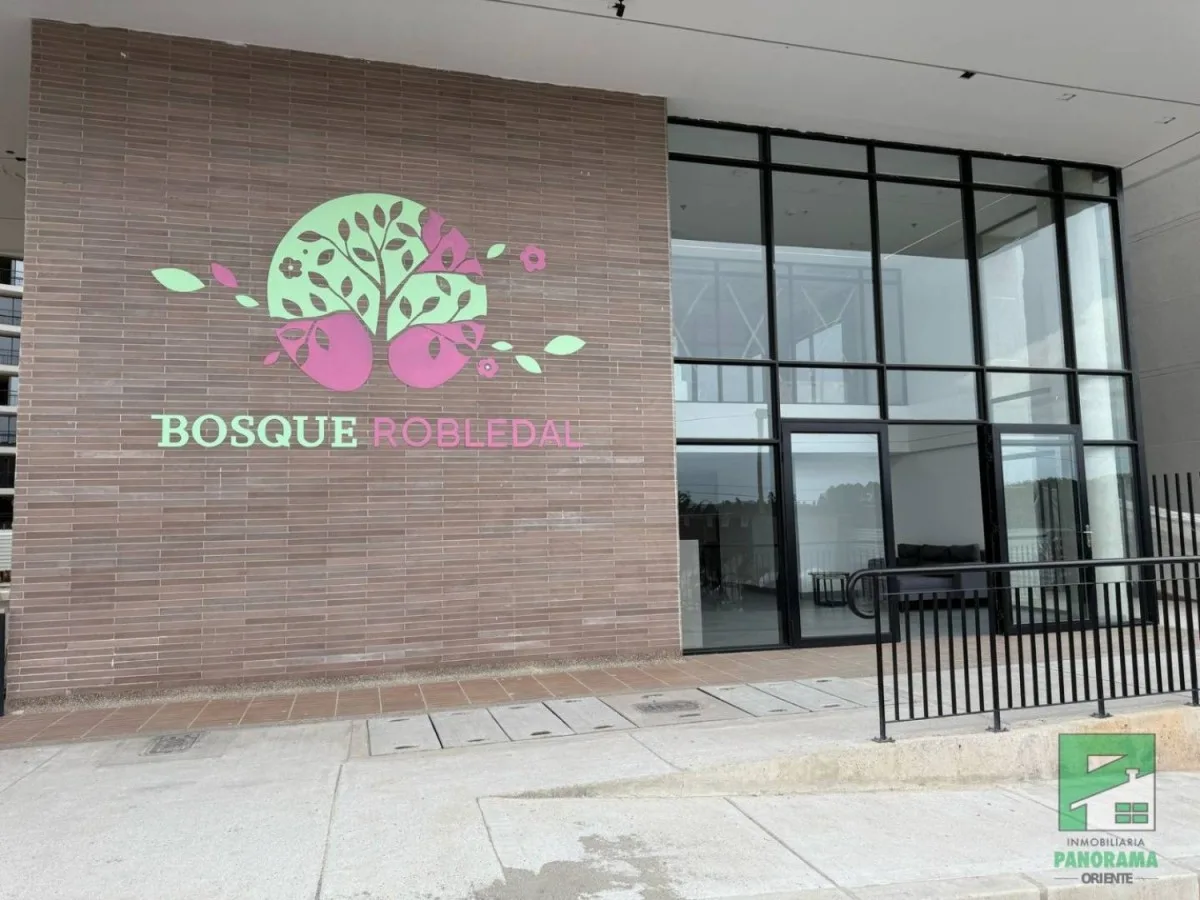 BOSQUE ROBLEDAL
INMOBILIARIA
PANORAMA
ORIENTE